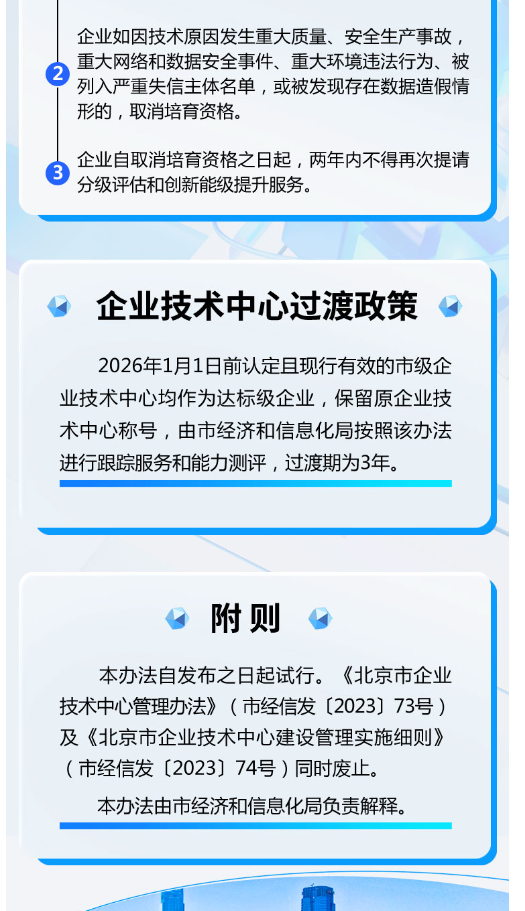 企业如因技术原因发生重大质量、安全生产事故，
重大网络和数据安全事件、重大环境违法行为、被
2
列入严重失信主体名单，或被发现存在数据造假情
形的，取消培育资格。
企业自取消培育资格之日起，两年内不得再次提请
3
分级评估和创新能级提升服务。
企业技术中心过渡政策
2026年1月1日前认定且现行有效的市级企
业技术中心均作为达标级企业，保留原企业技
术中心称号，由市经济和信息化局按照该办法
进行跟踪服务和能力测评，过渡期为3年。
附 则
本办法自发布之日起试行。《北京市企业
技术中心管理办法》（市经信发〔2023〕73号）
及《北京市企业技术中心建设管理实施细则》
（市经信发〔2023〕74号）同时废止。
本办法由市经济和信息化局负责解释。